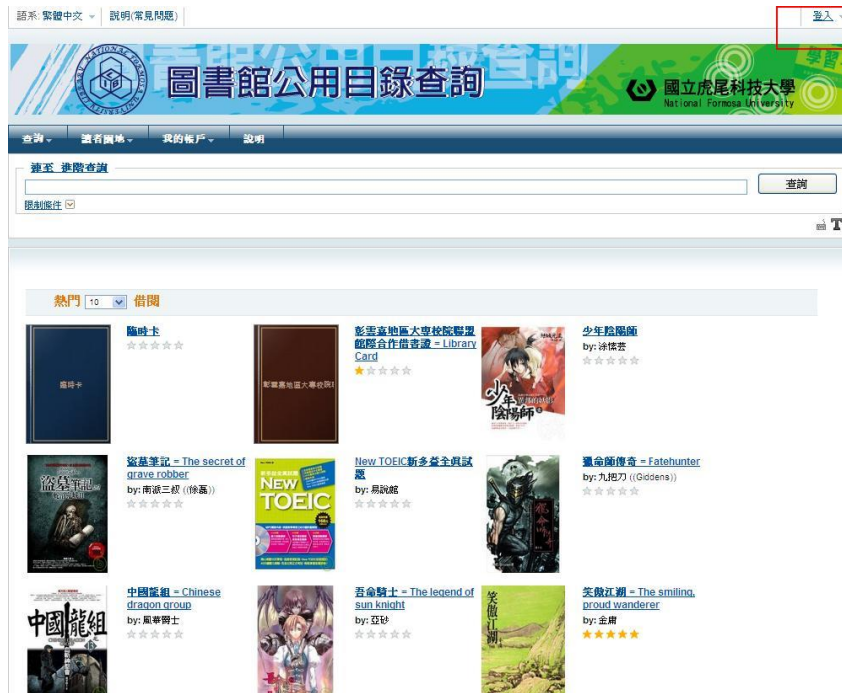 語系: 繁體中文 說明(常見問題) 登入
圖書館公用目錄查詢
國立虎尾科技大學
National Formosa University
學習
查詢 讀者園地 我的帳戶 說明
連至 進階查詢
查詢
限制條件
T
熱門 10 借閱
臨時卡
臨時卡
彰雲嘉地區大專校院
彰雲嘉地區大專校院聯盟
館際合作借書證 = Library
Card
少年陰陽師
少年陰陽師
by: 涂愫芸
盜墓筆記
盜墓筆記 = The secret of
grave robber
by: 南派三叔 ((徐磊))
NEW
TOEIC
New TOEIC新多益全真試
題
by: 易說館
獵命師傳奇 = Fatehunter
by: 九把刀 ((Giddens))
中國龍組
中國龍組 = Chinese
dragon group
by: 風華爵士
吾命騎士 = The legend of
sun knight
by: 亞砂
笑傲江湖
笑傲江湖 = The smiling,
proud wanderer
by: 金庸